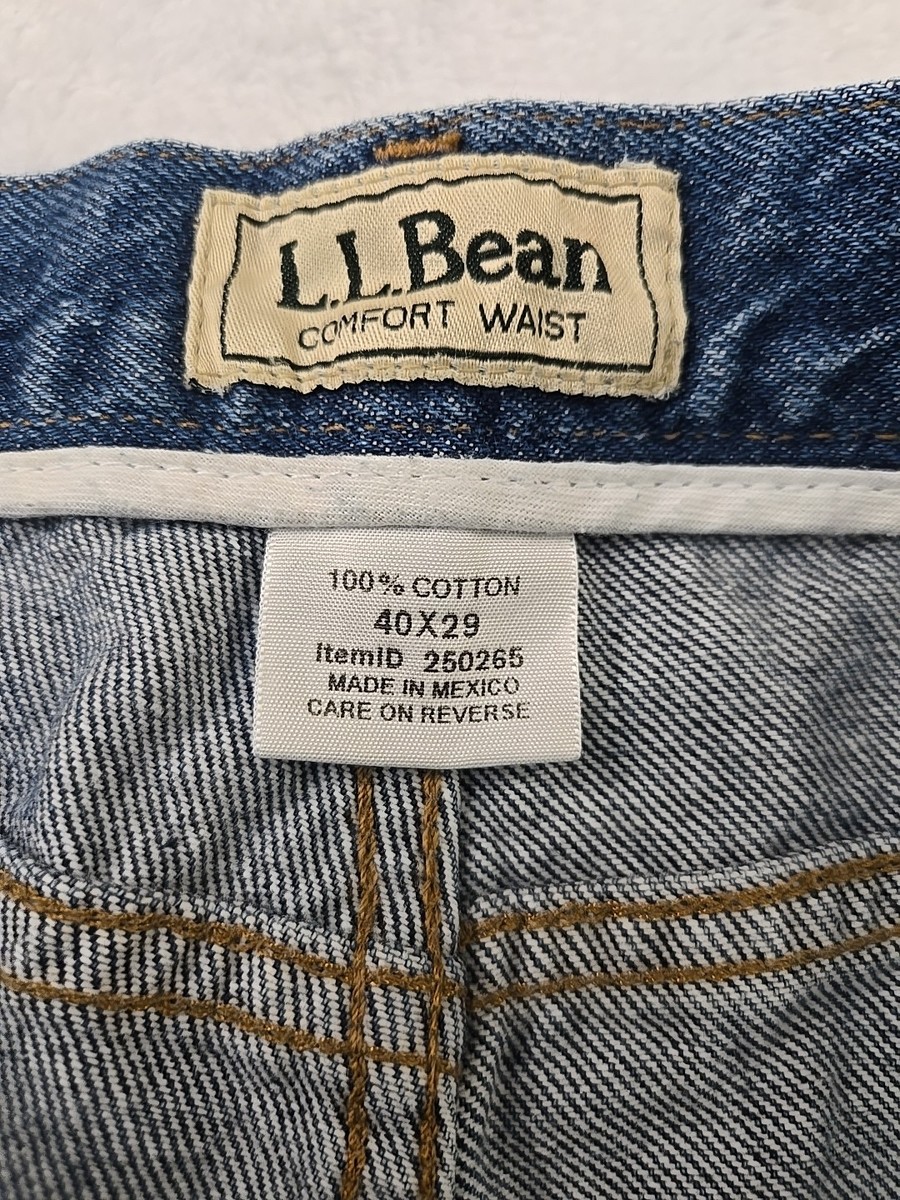 L.L.Bean
COMFORT WAIST
100% COTTON
40X29
ItemID 250265
MADE IN MEXICO
CARE ON REVERSE